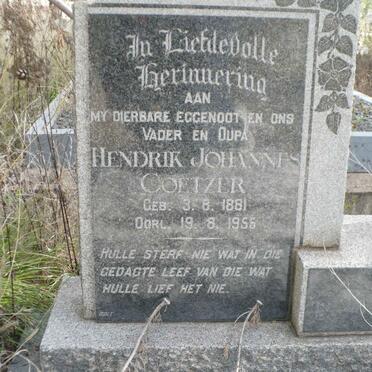 In Liefdevolle
Herinnering
AAN
MY DIERBARE EGGENOOT EN ONS
VADER EN OUPA
HENDRIK JOHANNES
COETZER
GEB. 3.8.1881
OORL. 19.8.1955
HULLE STERF NIE WAT IN DIE
GEDAGTE LEEF VAN DIE WAT
HULLE LIEF HET NIE.